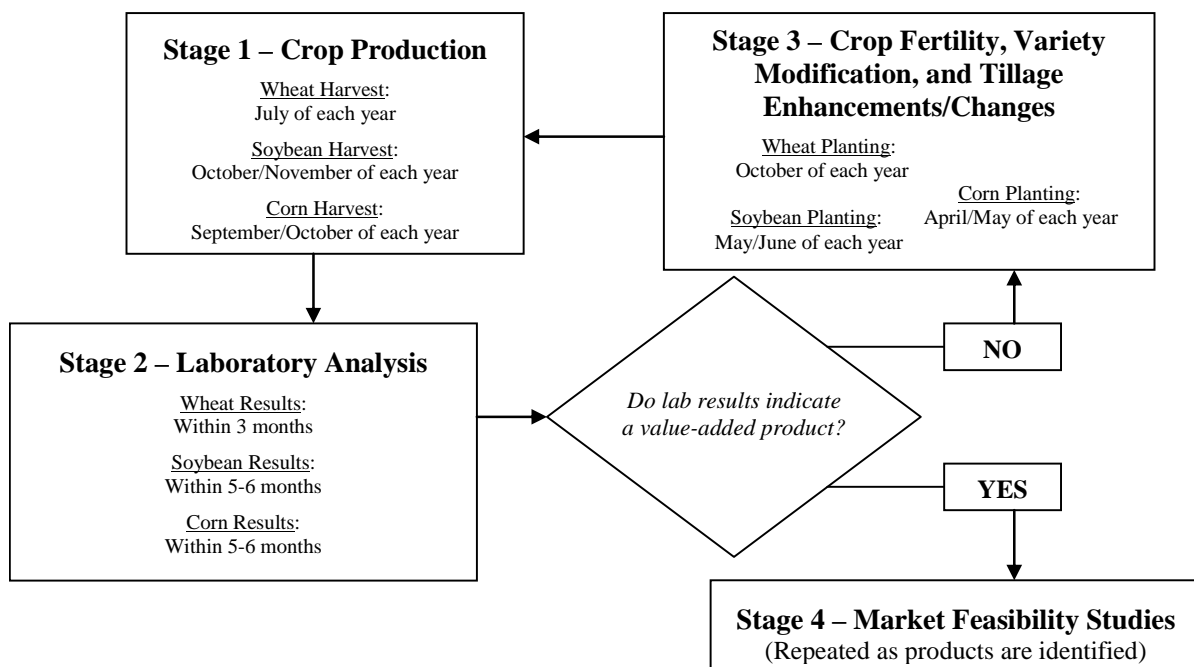 Stage 1 – Crop Production
Wheat Harvest:
July of each year
Soybean Harvest:
October/November of each year
Corn Harvest:
September/October of each year
Stage 3 – Crop Fertility, Variety
Modification, and Tillage
Enhancements/Changes
Wheat Planting:
October of each year
Corn Planting:
April/May of each year
Soybean Planting:
May/June of each year
Stage 2 – Laboratory Analysis
Wheat Results:
Within 3 months
Soybean Results:
Within 5-6 months
Corn Results:
Within 5-6 months
Do lab results indicate
a value-added product?
NO
YES
Stage 4 – Market Feasibility Studies
(Repeated as products are identified)